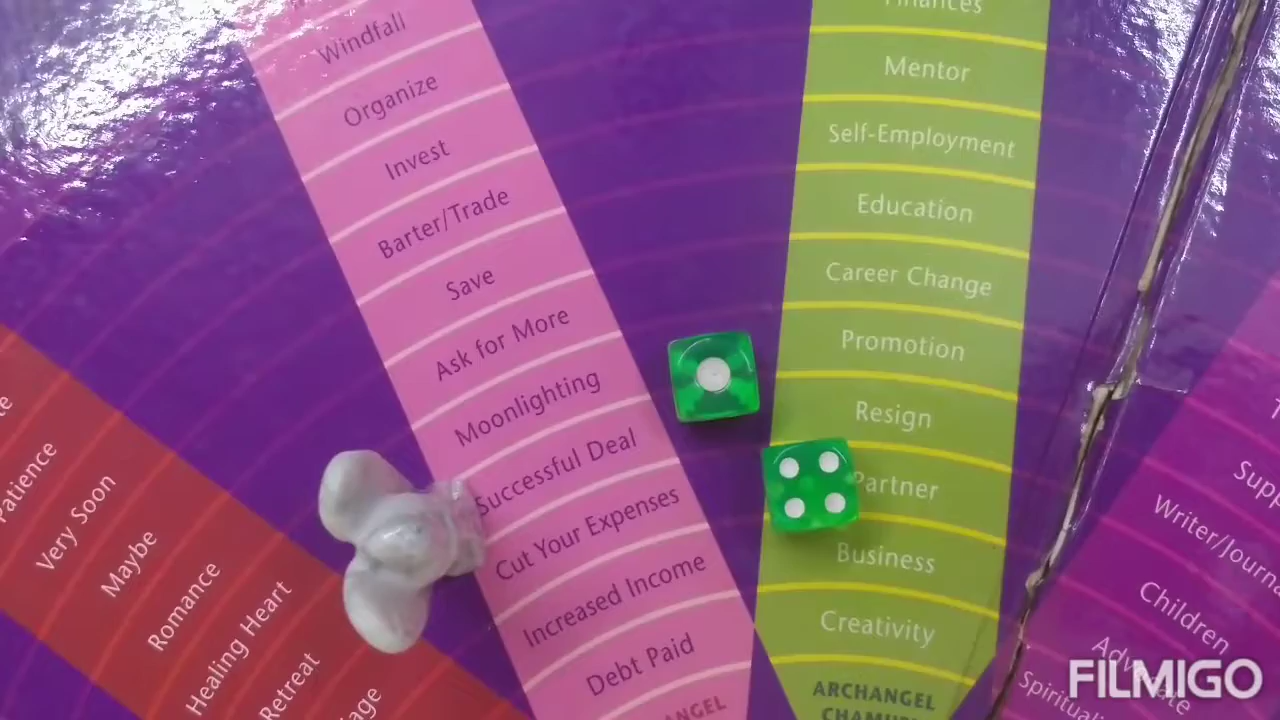 Windfall
Organize
Invest
Barter/Trade
Save
Ask for More
Moonlighting
Successful Deal
Cut Your Expenses
Increased Income
Debt Paid
Finances
Mentor
Self-Employment
Education
Career Change
Promotion
Resign
Partner
Business
Creativity
ARCHANGEL
Patience
Very Soon
Maybe
Romance
Healing Heart
Retreat
Children
FILMIGO